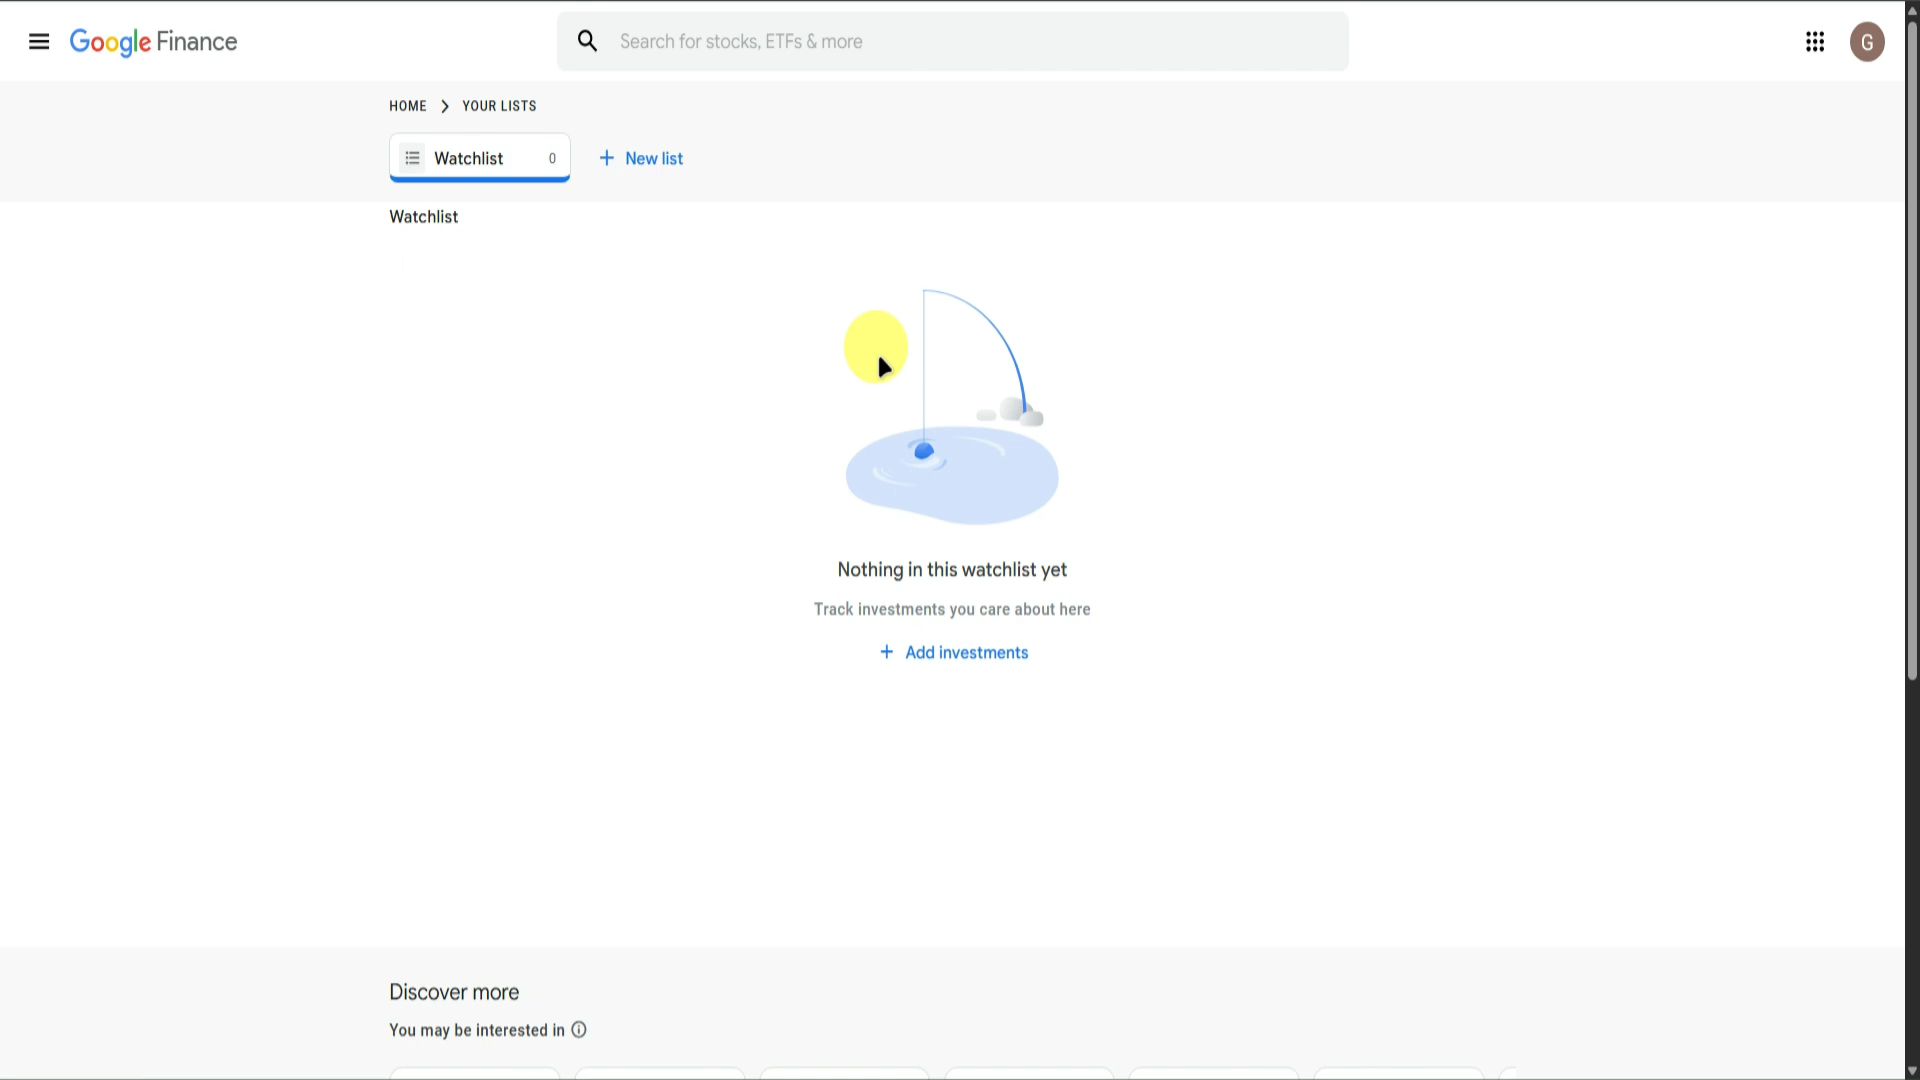 Google Finance
Search for stocks, ETFs & more
G
HOME > YOUR LISTS
Watchlist 0
+ New list
Watchlist
Nothing in this watchlist yet
Track investments you care about here
+ Add investments
Discover more
You may be interested in